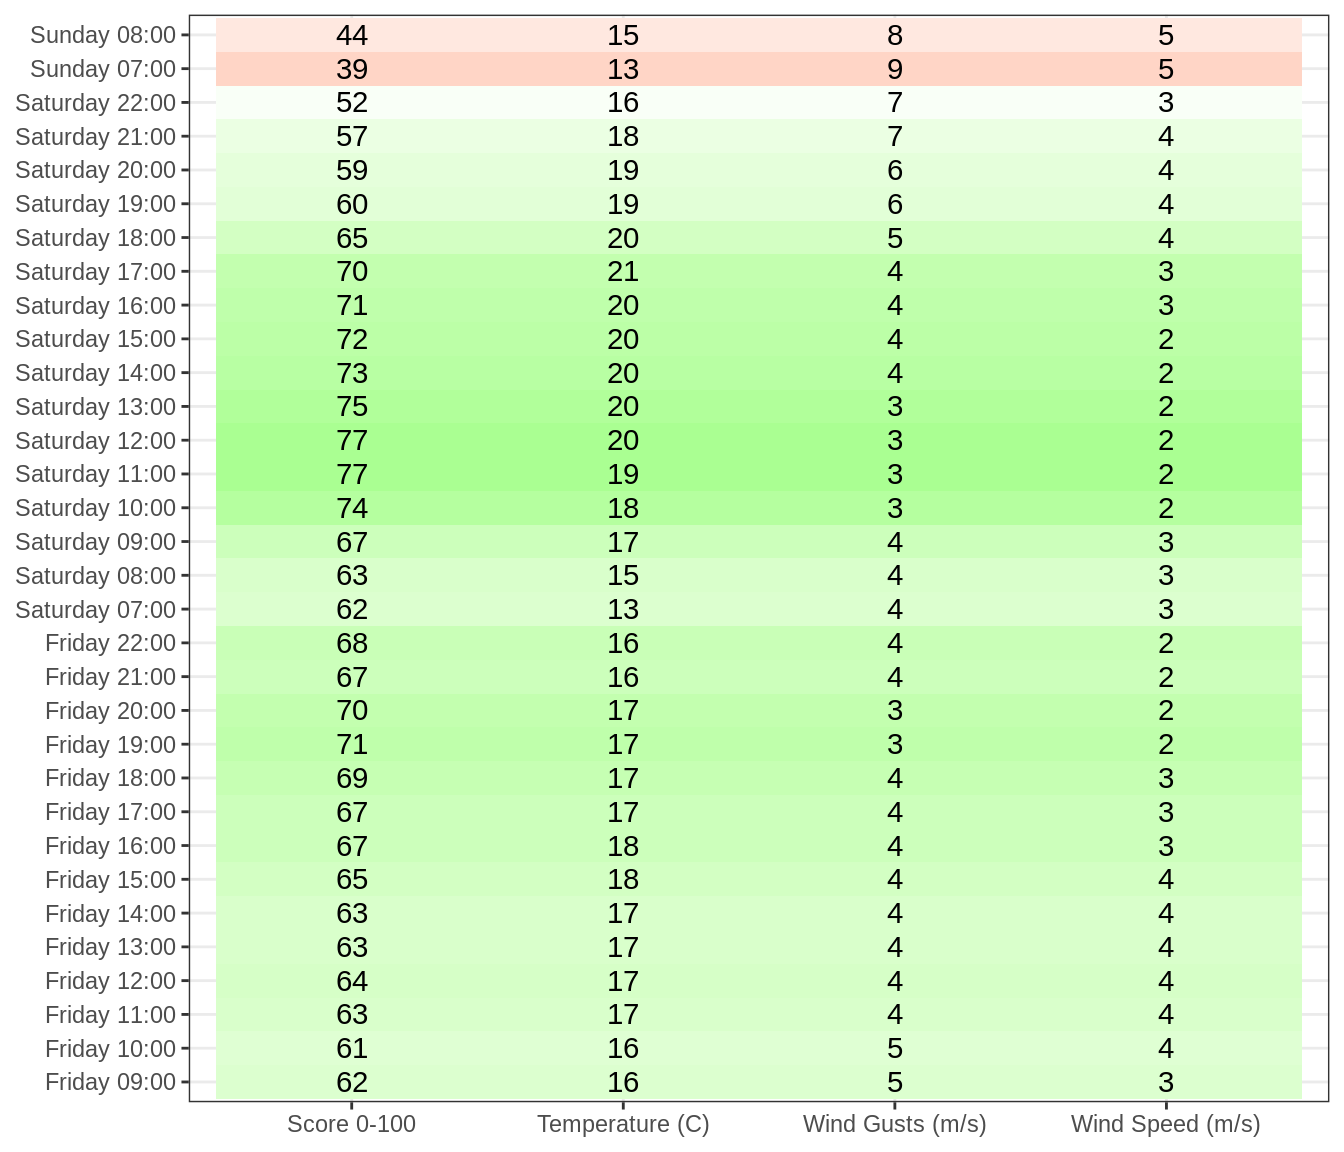 Sunday 08:00 44 15 8 5
Sunday 07:00 39 13 9 5
Saturday 22:00 52 16 7 3
Saturday 21:00 57 18 7 4
Saturday 20:00 59 19 6 4
Saturday 19:00 60 19 6 4
Saturday 18:00 65 20 5 4
Saturday 17:00 70 21 4 3
Saturday 16:00 71 20 4 3
Saturday 15:00 72 20 4 2
Saturday 14:00 73 20 4 2
Saturday 13:00 75 20 3 2
Saturday 12:00 77 20 3 2
Saturday 11:00 77 19 3 2
Saturday 10:00 74 18 3 2
Saturday 09:00 67 17 4 3
Saturday 08:00 63 15 4 3
Saturday 07:00 62 13 4 3
Friday 22:00 68 16 4 2
Friday 21:00 67 16 4 2
Friday 20:00 70 17 3 2
Friday 19:00 71 17 3 2
Friday 18:00 69 17 4 3
Friday 17:00 67 17 4 3
Friday 16:00 67 18 4 3
Friday 15:00 65 18 4 4
Friday 14:00 63 17 4 4
Friday 13:00 63 17 4 4
Friday 12:00 64 17 4 4
Friday 11:00 63 17 4 4
Friday 10:00 61 16 5 4
Friday 09:00 62 16 5 3
Score 0-100 Temperature (C) Wind Gusts (m/s) Wind Speed (m/s)